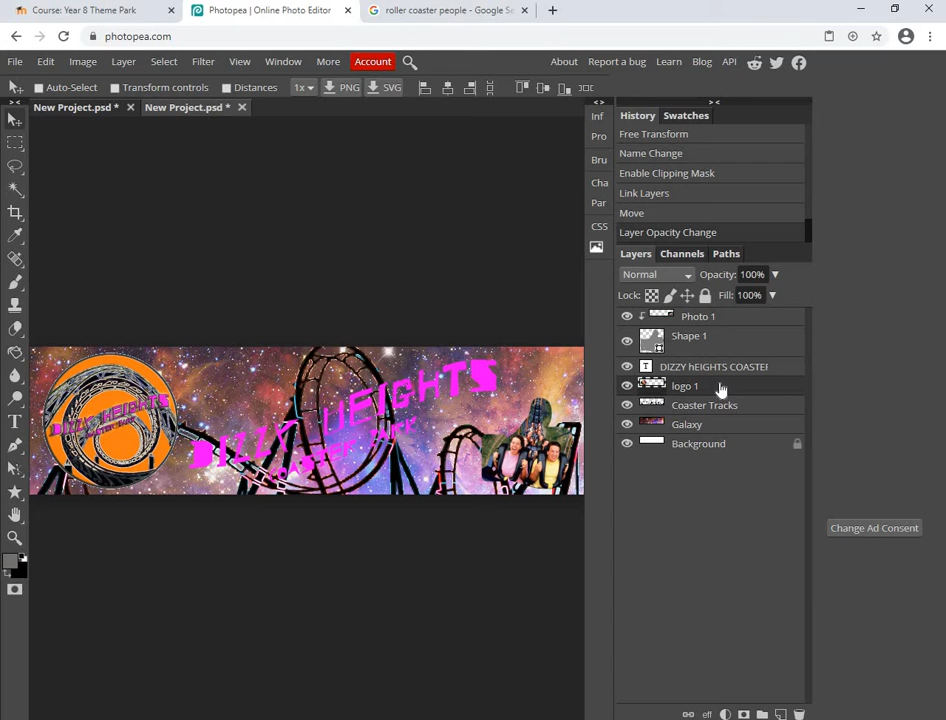 Course: Year 8 Theme Park
Photopea | Online Photo Editor
roller coaster people - Google Se
photopea.com
File Edit Image Layer Select Filter View Window More Account
About Report a bug Learn Blog API
Auto-Select Transform controls Distances 1x PNG SVG
New Project.psd *
New Project.psd *
Inf
Pro
Bru
Cha
Par
CSS
History Swatches
Free Transform
Name Change
Enable Clipping Mask
Link Layers
Move
Layer Opacity Change
Layers Channels Paths
Normal Opacity: 100%
Lock: Fill: 100%
Photo 1
Shape 1
T DIZZY hEIGHTS COASTER
logo 1
Coaster Tracks
Galaxy
Background
DIZZY HEIGHTS
DIZZY HEIGHTS
COASTER PARK
Change Ad Consent
eff